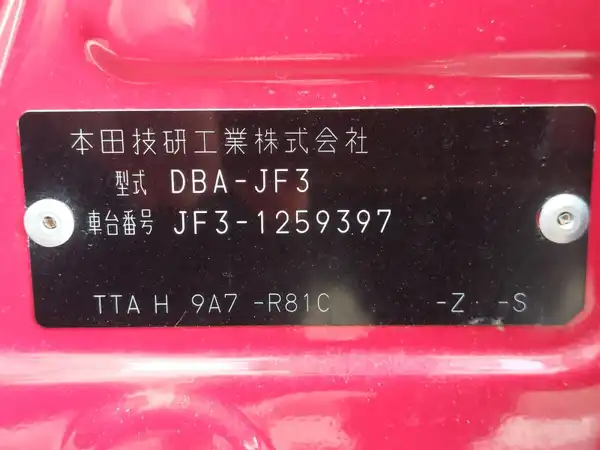 本田技研工業株式会社
型式 DBA-JF3
車台番号 JF3-1259397
TTA H 9A7 -R81C -Z -S